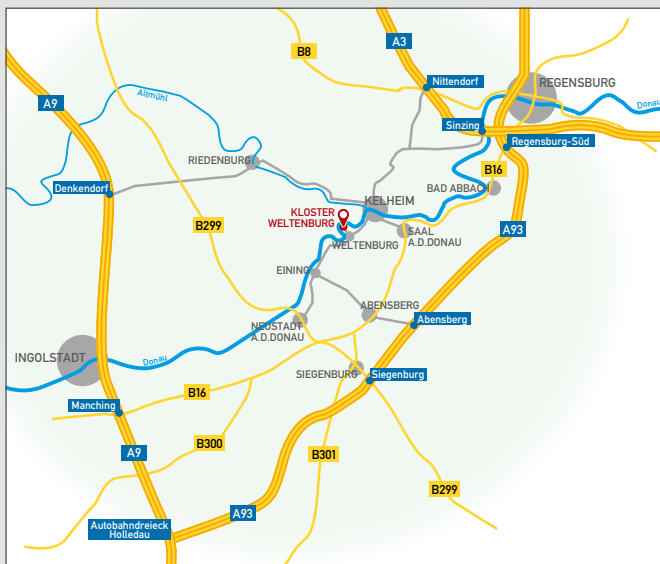 A3
B8
Nittendorf
REGENSBURG
A9
Altmühl
Donau
Sinzing
Regensburg-Süd
RIEDENBURG
B16
Denkendorf
BAD ABBACH
KELHEIM
KLOSTER
WELTENBURG
B299
SAAL
A.D.DONAU
A93
WELTENBURG
EINING
ABENSBERG
Abensberg
NEUSTADT
A.D.DONAU
INGOLSTADT
Donau
SIEGENBURG
Siegenburg
B16
Manching
B300
A9
B301
B299
A93
Autobahndreieck
Holledau